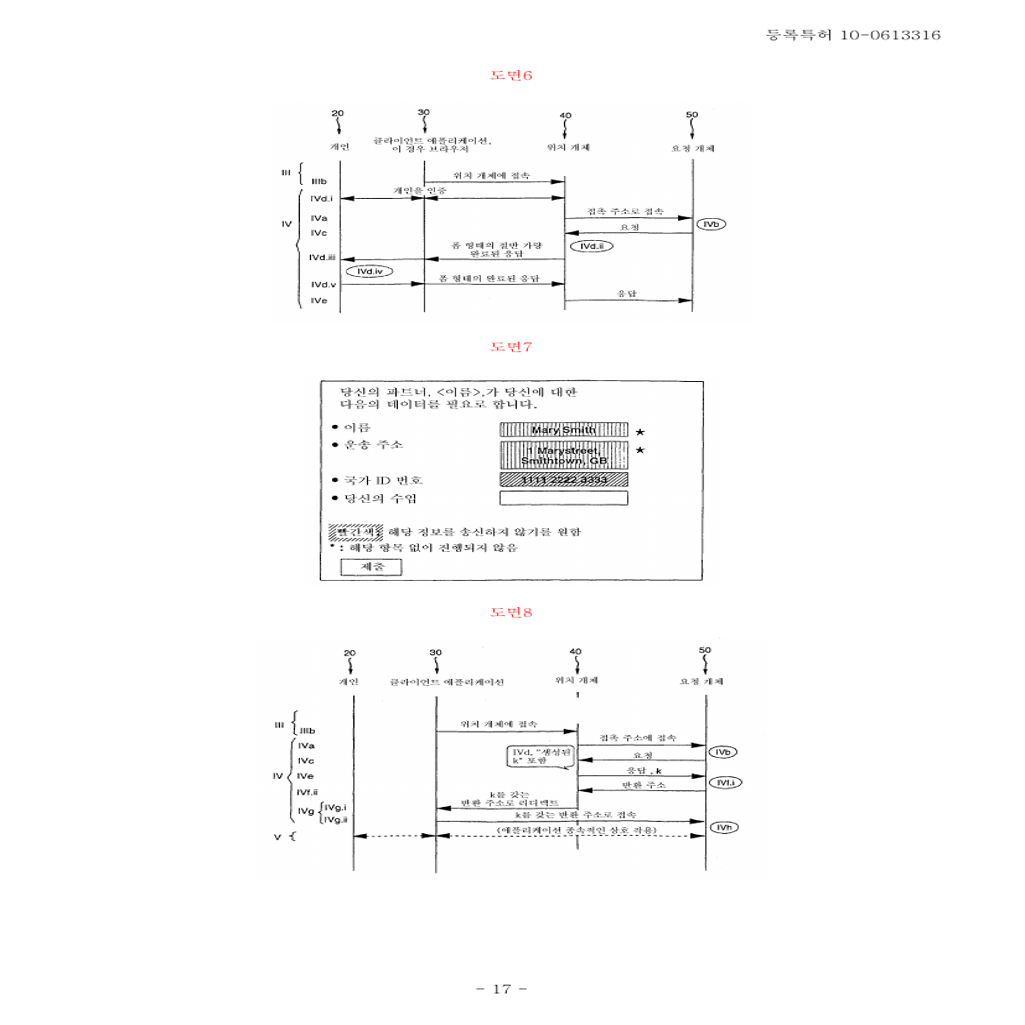 등록특허 10-0613316
도면6
20 30 40 50
개인
클라이언트 애플리케이션,
이 경우 브라우저
위치 개체
요청 개체
III
IIIb
위치 개체에 접속
IV
IVd.i
개인을 인증
IVa
접촉 주소로 접속
IVb
IVc
요청
IVd.ii
IVd.iii
폼 형태의 절반 가량
완료된 응답
IVd.iv
IVd.v
폼 형태의 완료된 응답
IVe
응답
도면7
당신의 파트너, <이름>,가 당신에 대한
다음의 데이터를 필요로 합니다.
• 이름 Mary Smith ★
• 운송 주소 1 Marystreet, ★
Smithtown, GB
• 국가 ID 번호 1111 2222 3333
• 당신의 수입
빨간색: 해당 정보를 송신하지 않기를 원함
* : 해당 항목 없이 진행되지 않음
제출
도면8
20 30 40 50
개인 클라이언트 애플리케이션 위치 개체 요청 개체
III
IIIb
위치 개체에 접속
IV
IVa
접촉 주소에 접속
IVb
IVc
요청
IVd, "생성된
k" 포함
IVe
응답, k
IVf.i
IVf.ii
반환 주소
IVg
IVg.i
k를 갖는
반환 주소로 리디렉트
IVg.ii
k를 갖는 반환 주소로 접속
IVh
V
(애플리케이션 종속적인 상호 작용)
- 17 -